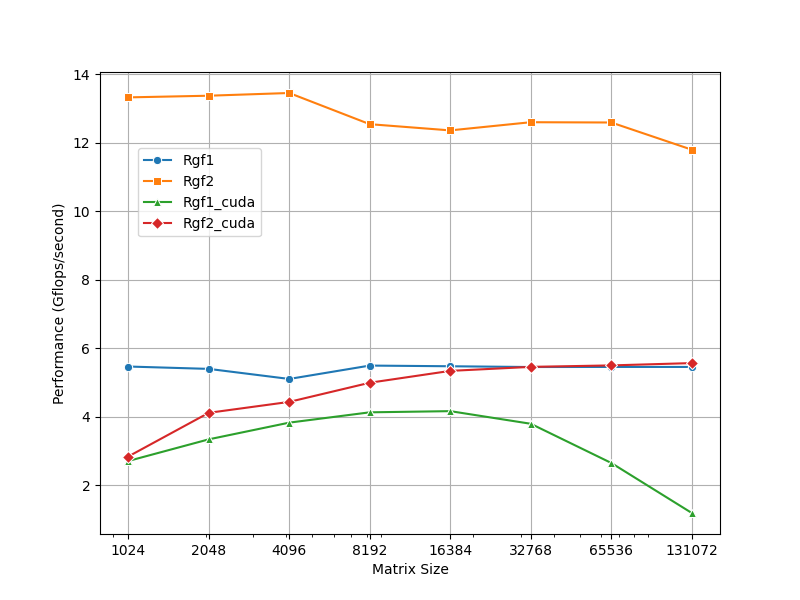 14
12
10
8
6
4
2
Performance (Gflops/second)
Rgf1
Rgf2
Rgf1_cuda
Rgf2_cuda
1024 2048 4096 8192 16384 32768 65536 131072
Matrix Size